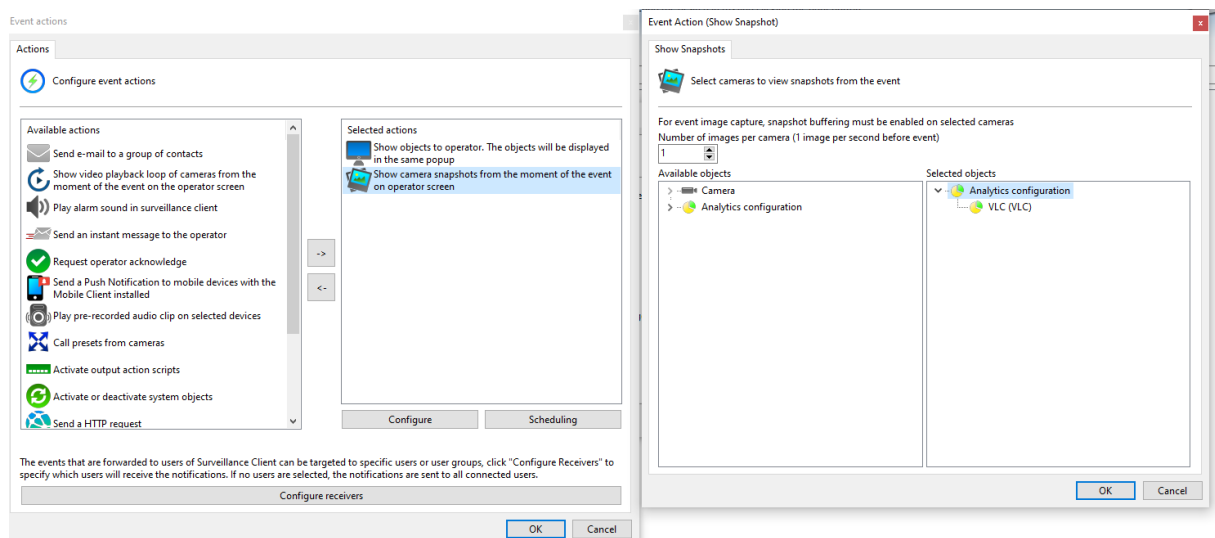 Event actions
Actions
Configure event actions
Available actions
Send e-mail to a group of contacts
Show video playback loop of cameras from the
moment of the event on the operator screen
Play alarm sound in surveillance client
Send an instant message to the operator
Request operator acknowledge
Send a Push Notification to mobile devices with the
Mobile Client installed
Play pre-recorded audio clip on selected devices
Call presets from cameras
Activate output action scripts
Activate or deactivate system objects
Send a HTTP request
->
<-
Selected actions
Show objects to operator. The objects will be displayed
in the same popup
Show camera snapshots from the moment of the event
on operator screen
Configure
Scheduling
The events that are forwarded to users of Surveillance Client can be targeted to specific users or user groups, click "Configure Receivers" to
specify which users will receive the notifications. If no users are selected, the notifications are sent to all connected users.
Configure receivers
OK
Cancel
Event Action (Show Snapshot)
x
Show Snapshots
Select cameras to view snapshots from the event
For event image capture, snapshot buffering must be enabled on selected cameras
Number of images per camera (1 image per second before event)
1
Available objects
Camera
Analytics configuration
Selected objects
Analytics configuration
VLC (VLC)
OK
Cancel